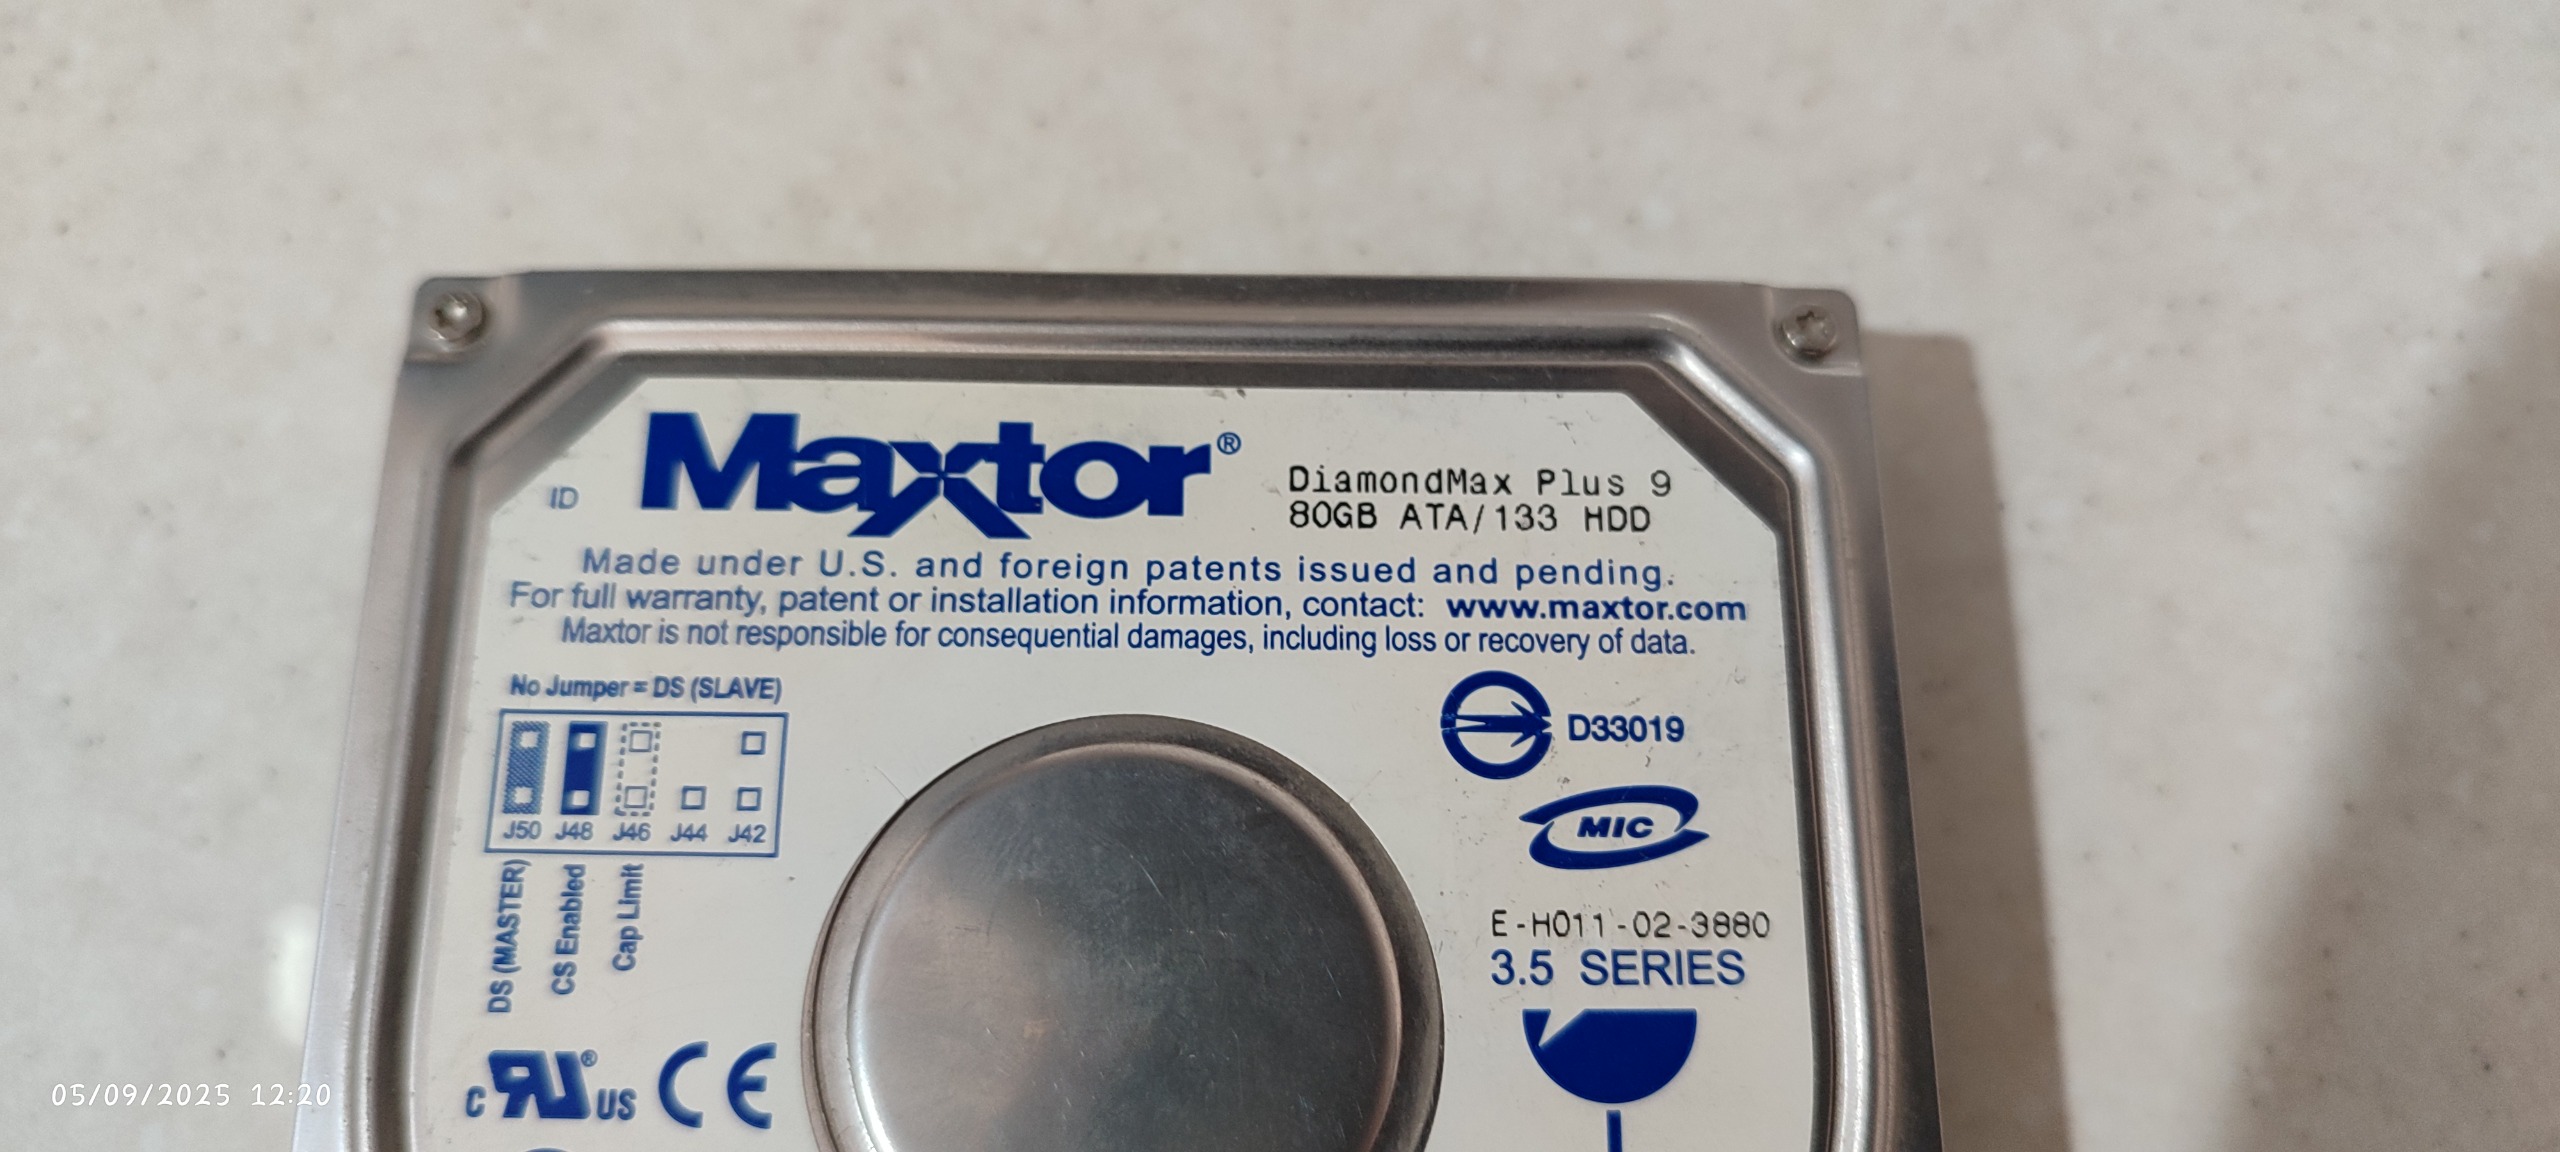 Maxtor®
ID
DiamondMax Plus 9
80GB ATA/133 HDD
Made under U.S. and foreign patents issued and pending.
For full warranty, patent or installation information, contact: www.maxtor.com
Maxtor is not responsible for consequential damages, including loss or recovery of data.
No Jumper = DS (SLAVE)
J50 J48 J46 J44 J42
DS (MASTER)
CS Enabled
Cap Limit
D33019
MIC
E-H011-02-3880
3.5 SERIES
c RU® US CE
05/09/2025 12:20